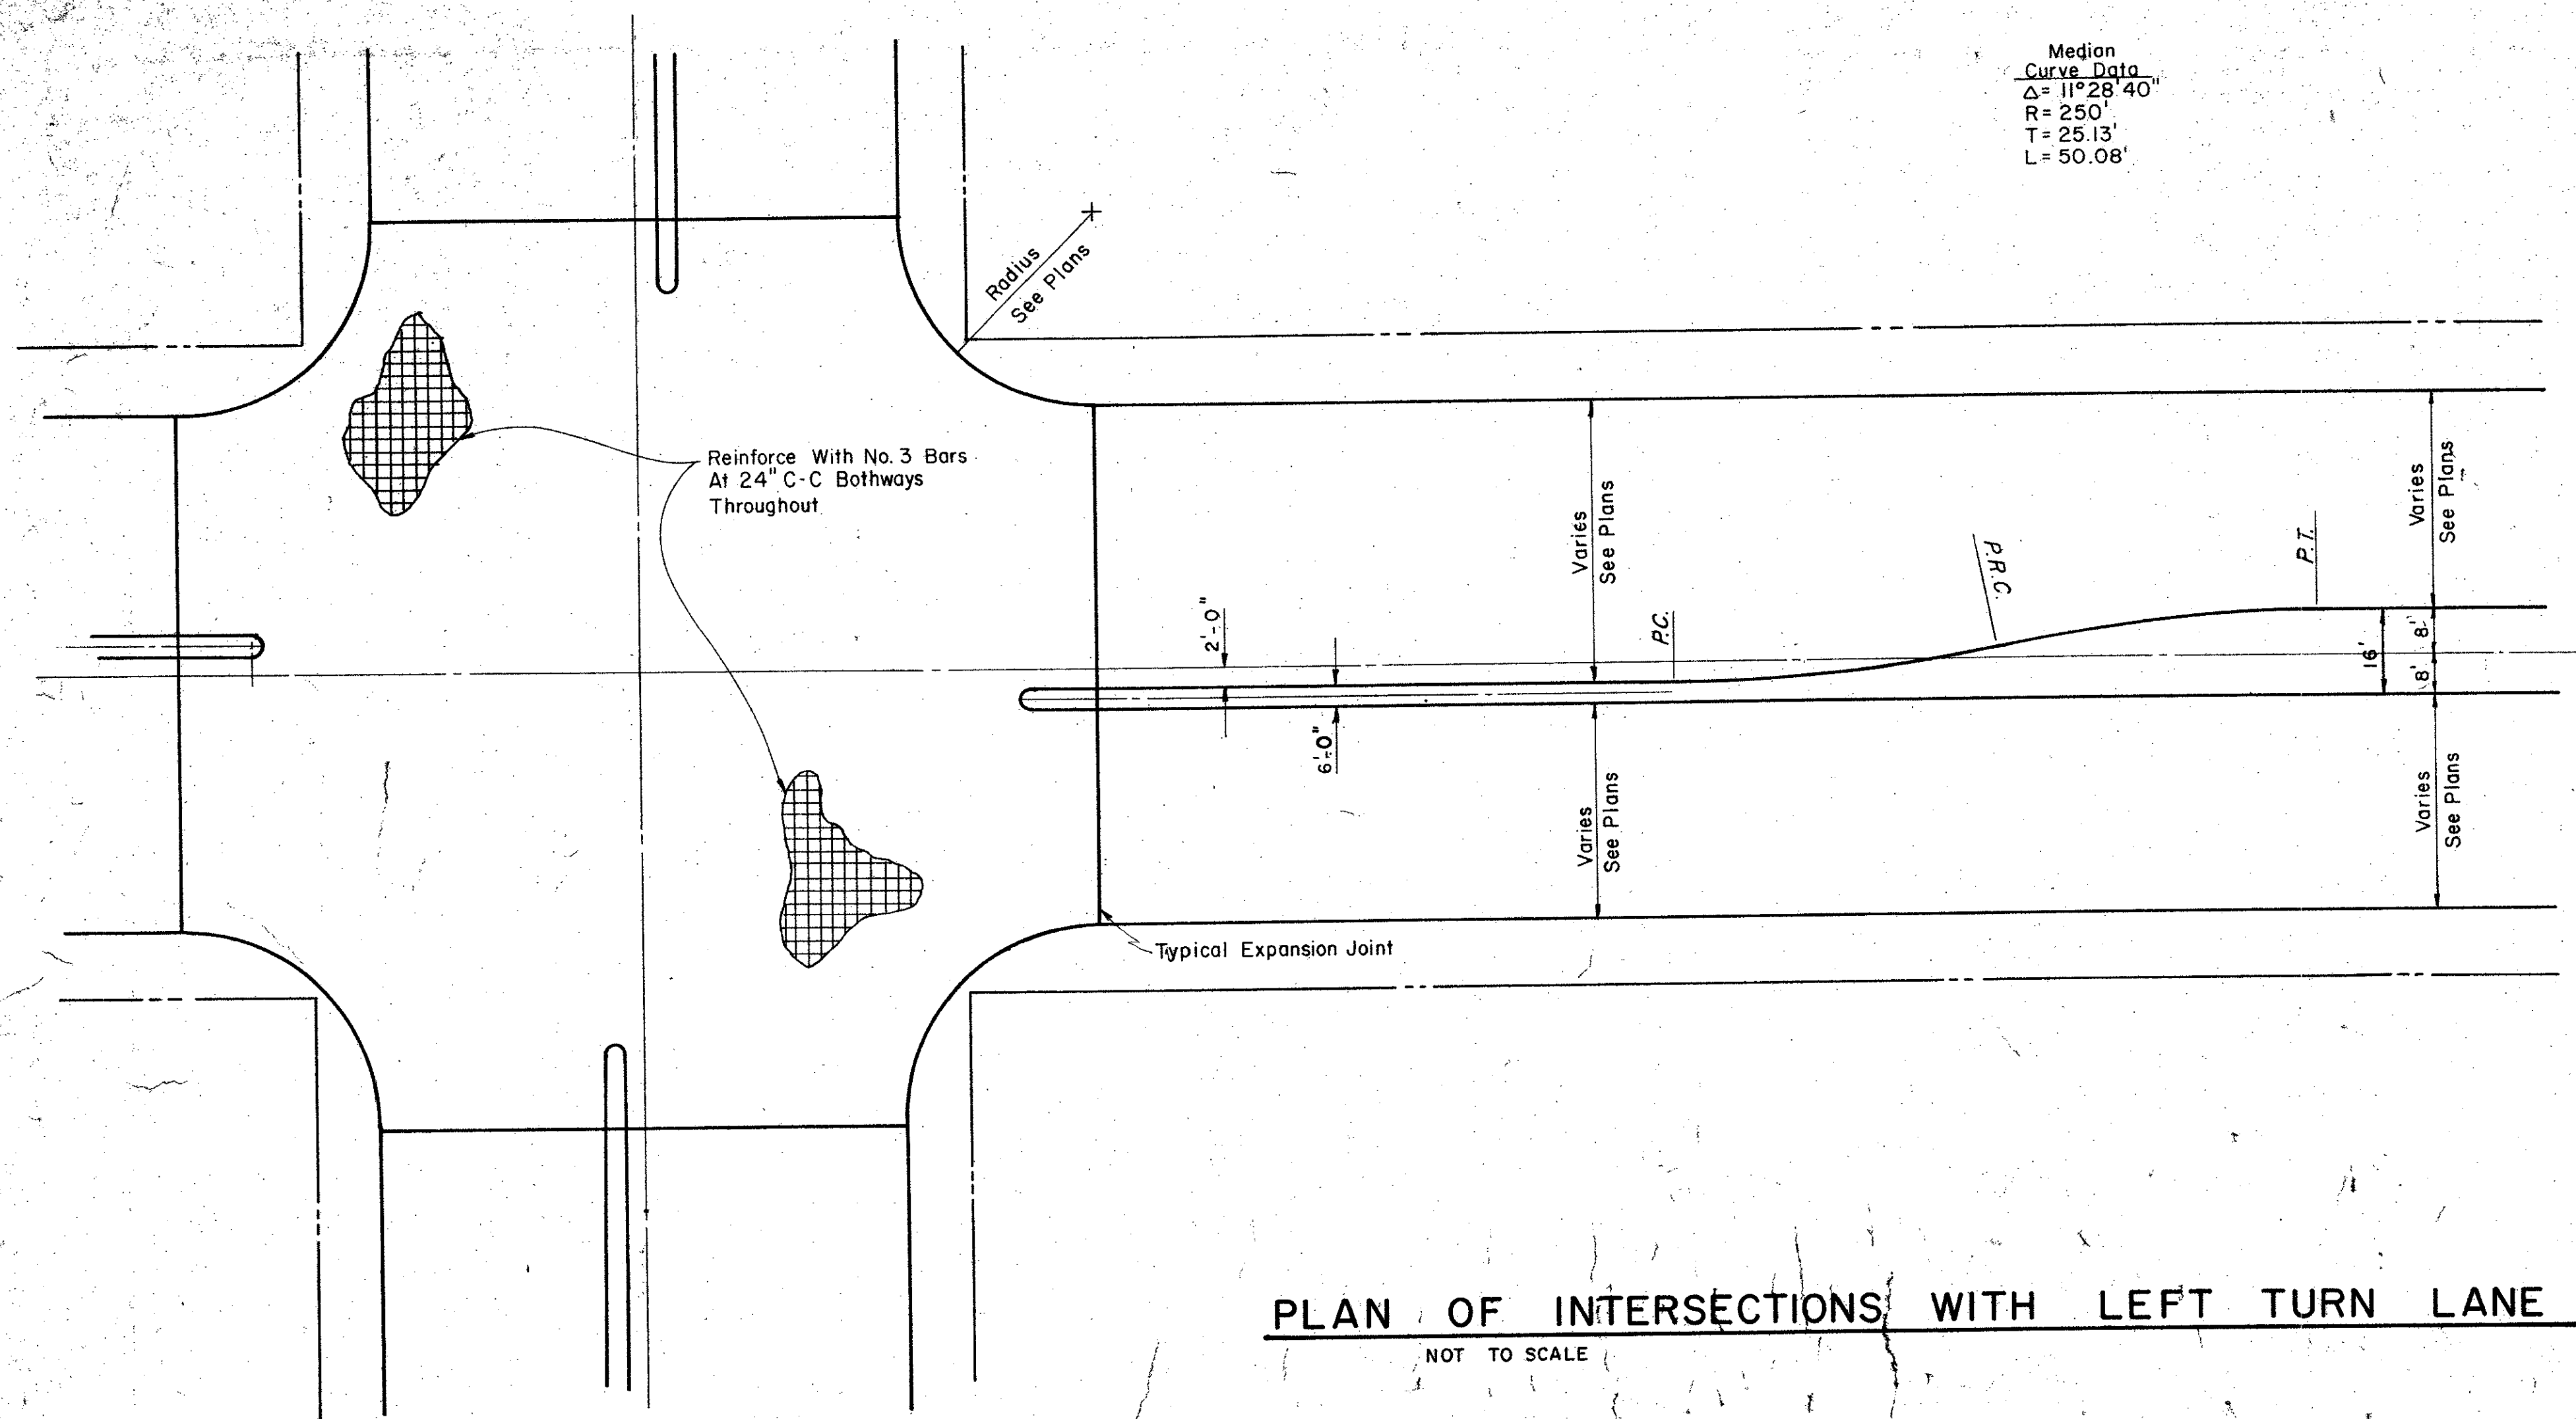 Median
Curve Data
Δ= 11°28'40"
R= 250'
T= 25.13'
L= 50.08'
Radius
See Plans
Reinforce With No. 3 Bars
At 24" C-C Bothways
Throughout
Varies
See Plans
Varies
See Plans
2'-0"
6'-0"
P.C.
P.R.C.
P.T.
16'
8'
8'
Varies
See Plans
Varies
See Plans
Typical Expansion Joint
PLAN OF INTERSECTIONS WITH LEFT TURN LANE
NOT TO SCALE